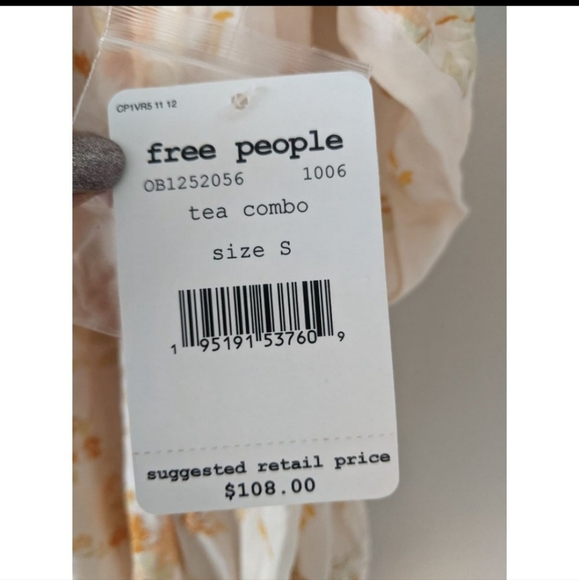 CP1VR5 11 12
free people
OB1252056 1006
tea combo
size S
1 95191 53760 9
suggested retail price
$108.00